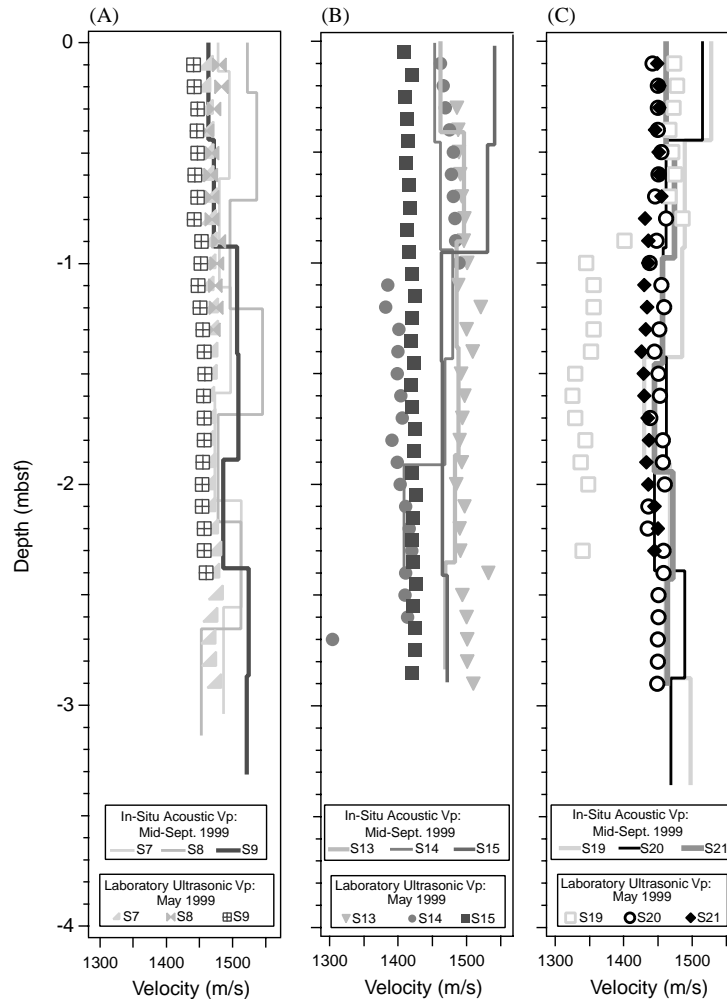 (A)
(B)
(C)
0
-1
-2
-3
-4
Depth (mbsf)
In-Situ Acoustic Vp:
Mid-Sept. 1999
S7 S8 S9
Laboratory Ultrasonic Vp:
May 1999
S7 S8 S9
In-Situ Acoustic Vp:
Mid-Sept. 1999
S13 S14 S15
Laboratory Ultrasonic Vp:
May 1999
S13 S14 S15
In-Situ Acoustic Vp:
Mid-Sept. 1999
S19 S20 S21
Laboratory Ultrasonic Vp:
May 1999
S19 S20 S21
1300 1400 1500
1300 1400 1500
1300 1400 1500
Velocity (m/s)
Velocity (m/s)
Velocity (m/s)